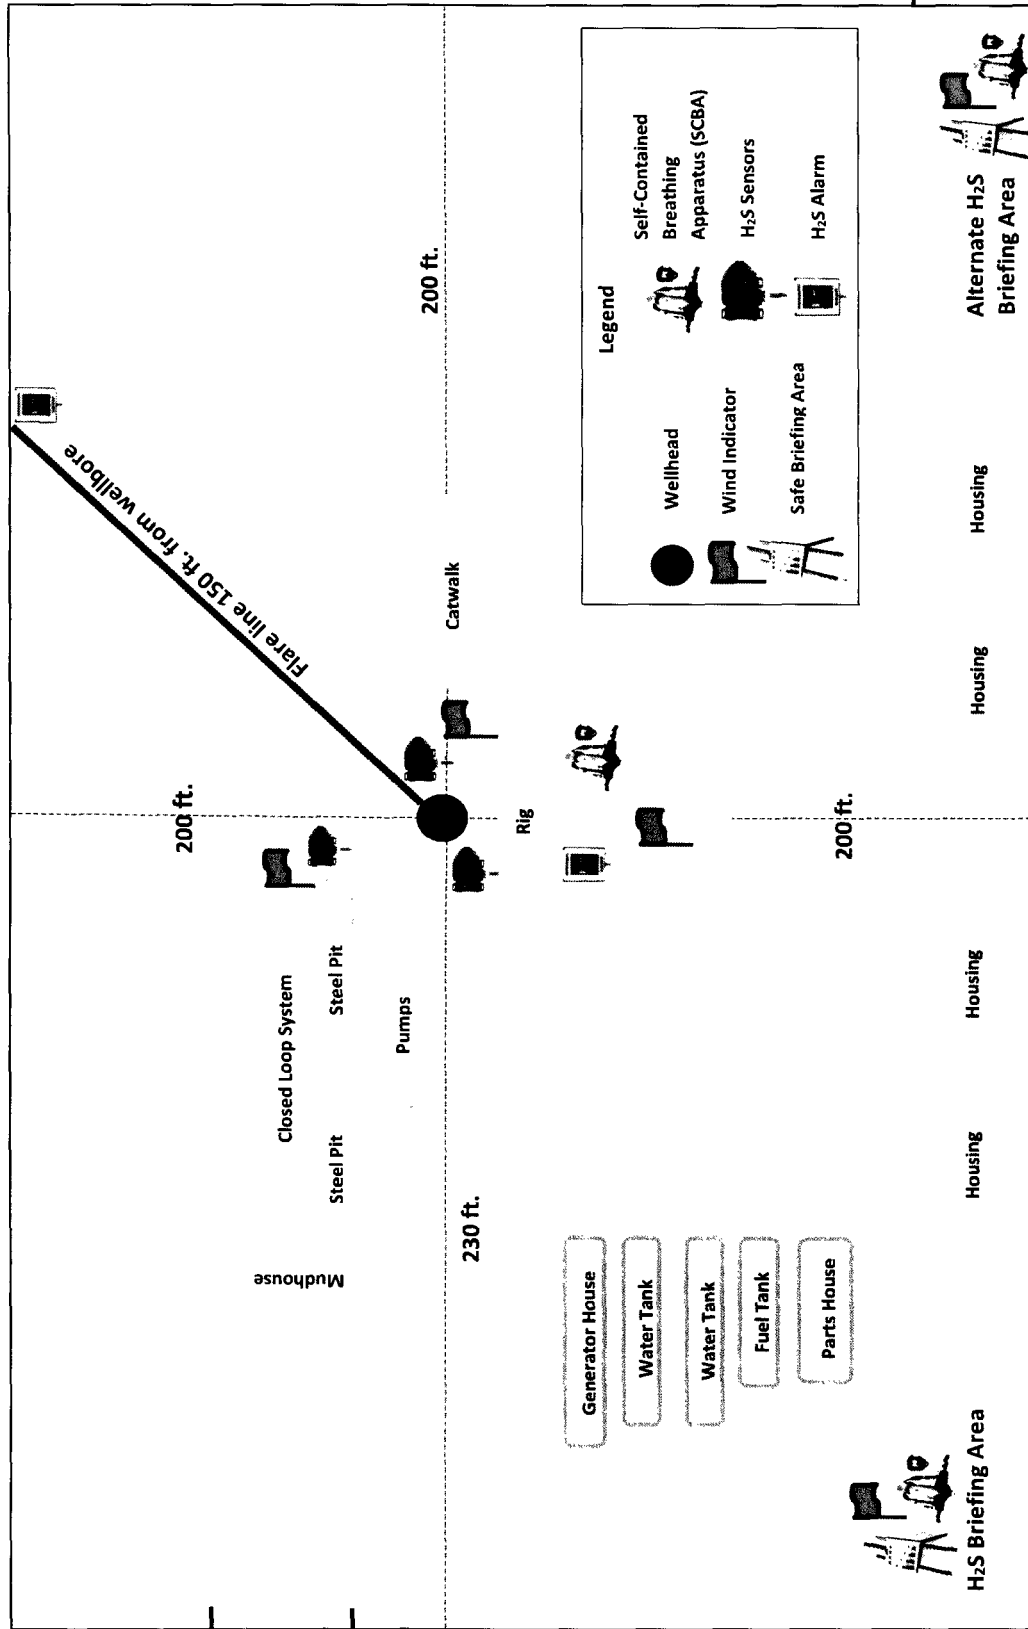 200 ft.
Flare line 150 ft. from wellbore
200 ft.
Closed Loop System
Steel Pit
Steel Pit
Mudhouse
Pumps
Catwalk
230 ft.
Rig
200 ft.
Generator House
Water Tank
Water Tank
Fuel Tank
Parts House
Legend
Wellhead
Self-Contained
Breathing
Apparatus (SCBA)
Wind Indicator
H₂S Sensors
Safe Briefing Area
H₂S Alarm
Housing
Housing
Housing
Housing
H₂S Briefing Area
Alternate H₂S
Briefing Area